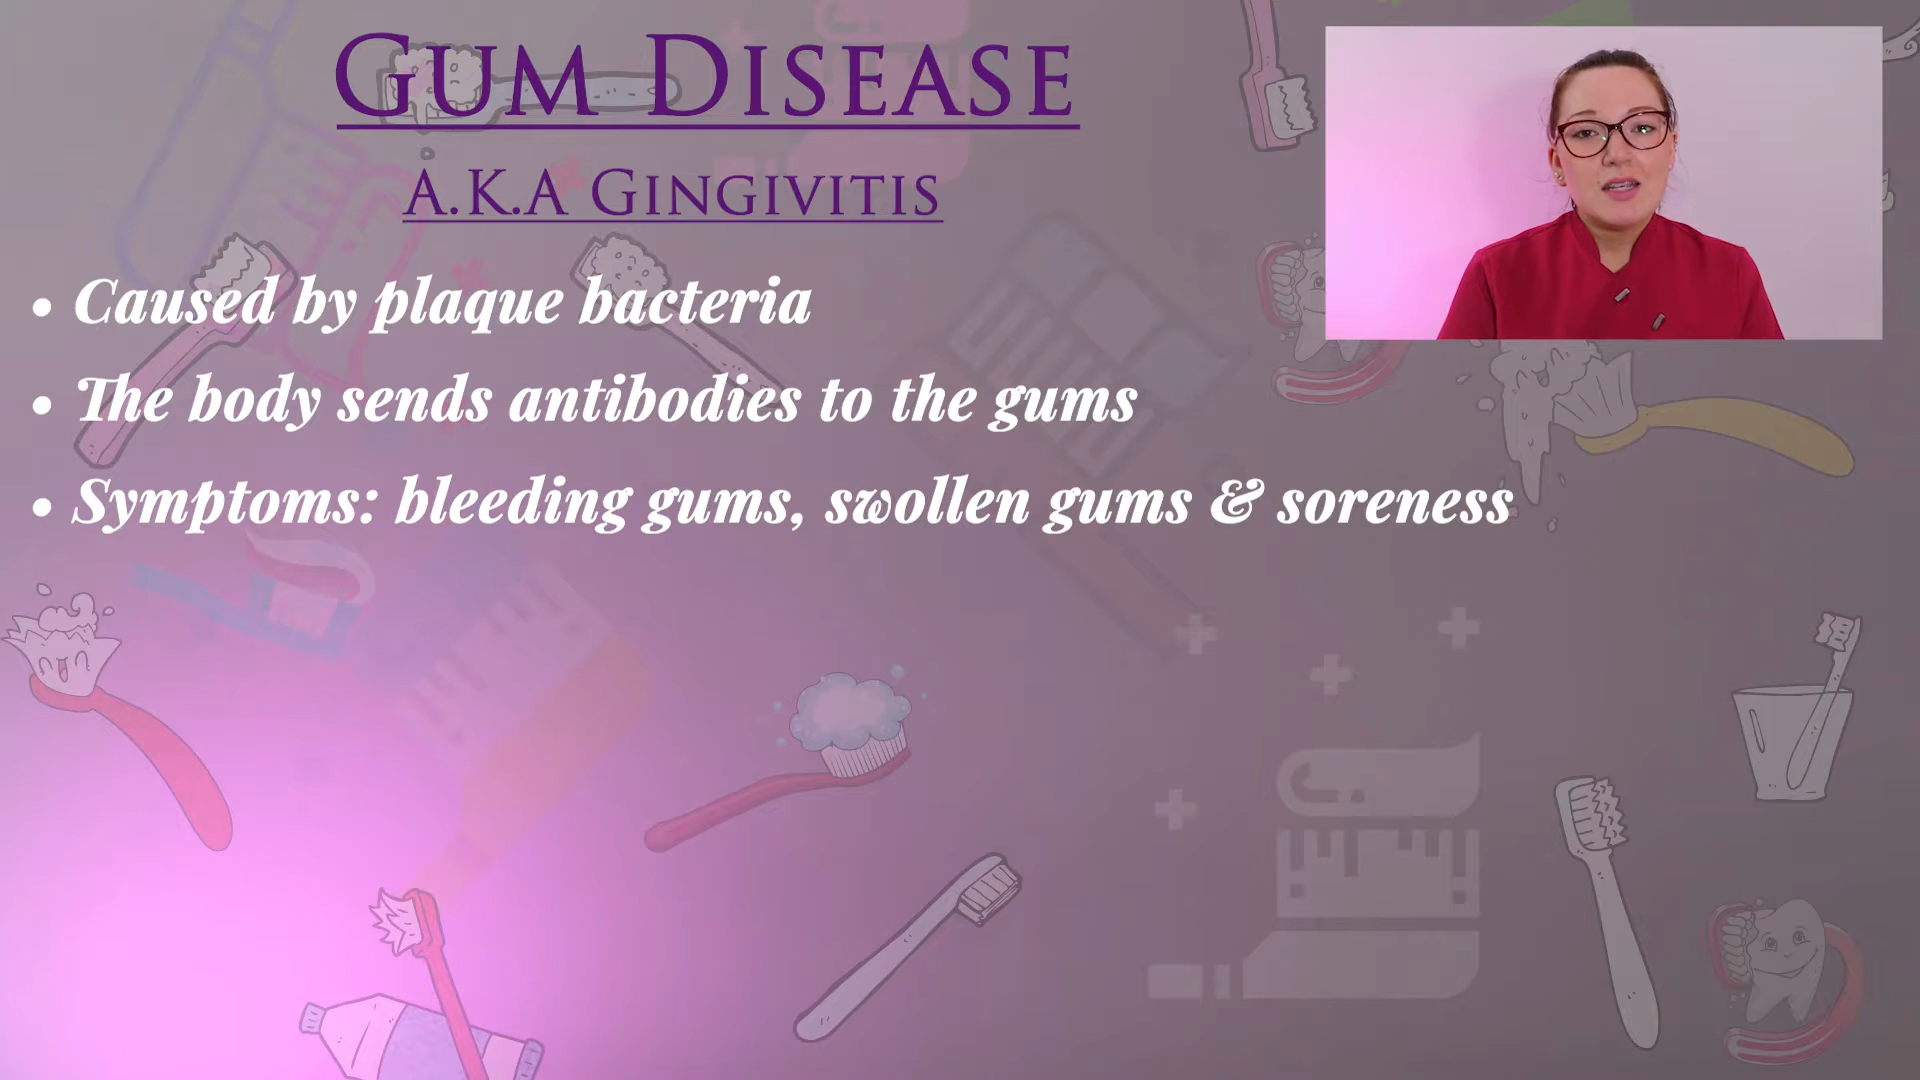 Gum Disease
A.K.A Gingivitis
• Caused by plaque bacteria
• The body sends antibodies to the gums
• Symptoms: bleeding gums, swollen gums & soreness